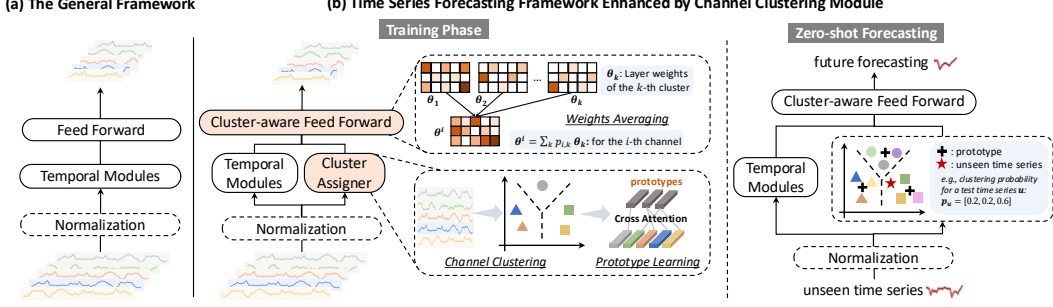 (a) The General Framework
Feed Forward
Temporal Modules
Normalization
(b) Time Series Forecasting Framework Enhanced by Channel Clustering Module
Training Phase
Cluster-aware Feed Forward
Temporal
Modules
Cluster
Assigner
Normalization
θ₁
θ₂
...
θₖ
θₖ: Layer weights
of the k-th cluster
Weights Averaging
θⁱ
θⁱ = ∑ₖ pᵢ,ₖ θₖ: for the i-th channel
prototypes
Cross Attention
Channel Clustering
Prototype Learning
Zero-shot Forecasting
future forecasting
Cluster-aware Feed Forward
Temporal
Modules
: prototype
: unseen time series
e.g., clustering probability
for a test time series u:
pᵤ = [0.2, 0.2, 0.6]
Normalization
unseen time series